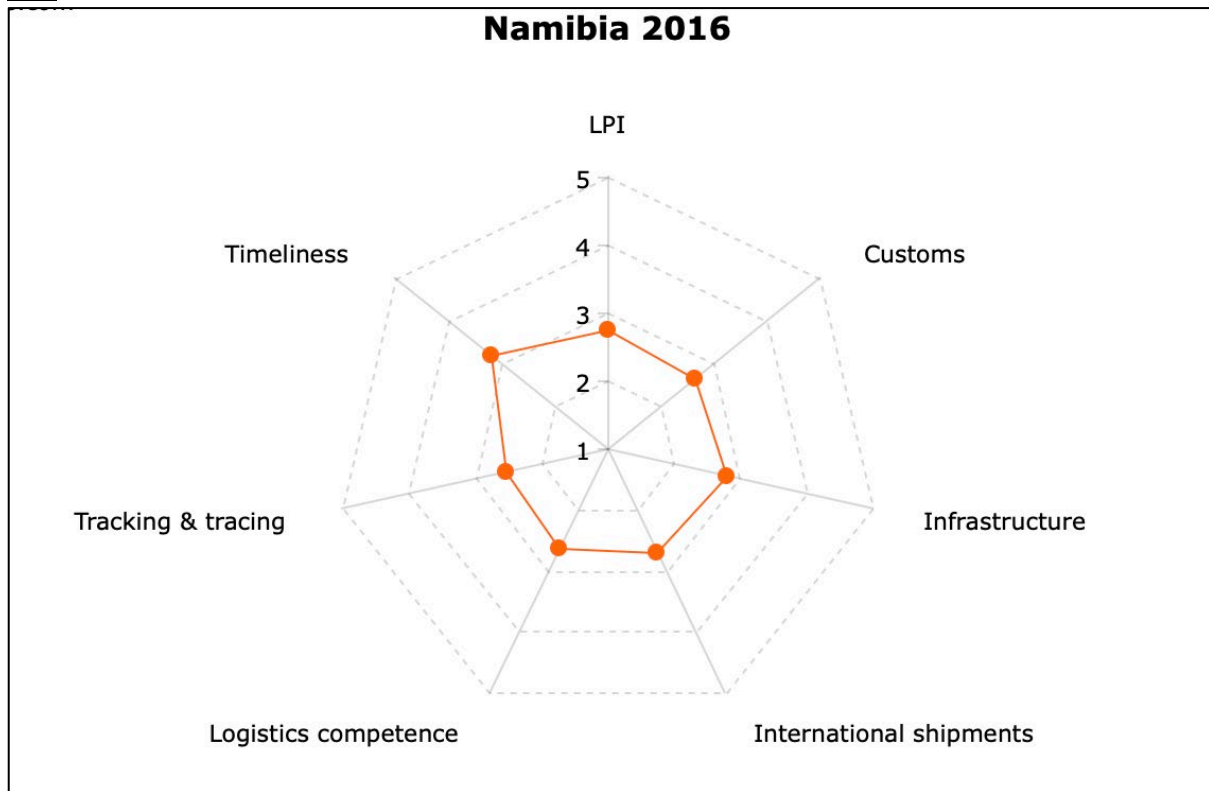 Namibia 2016
LPI
5
Timeliness
Customs
4
3
2
1
Tracking & tracing
Infrastructure
Logistics competence
International shipments